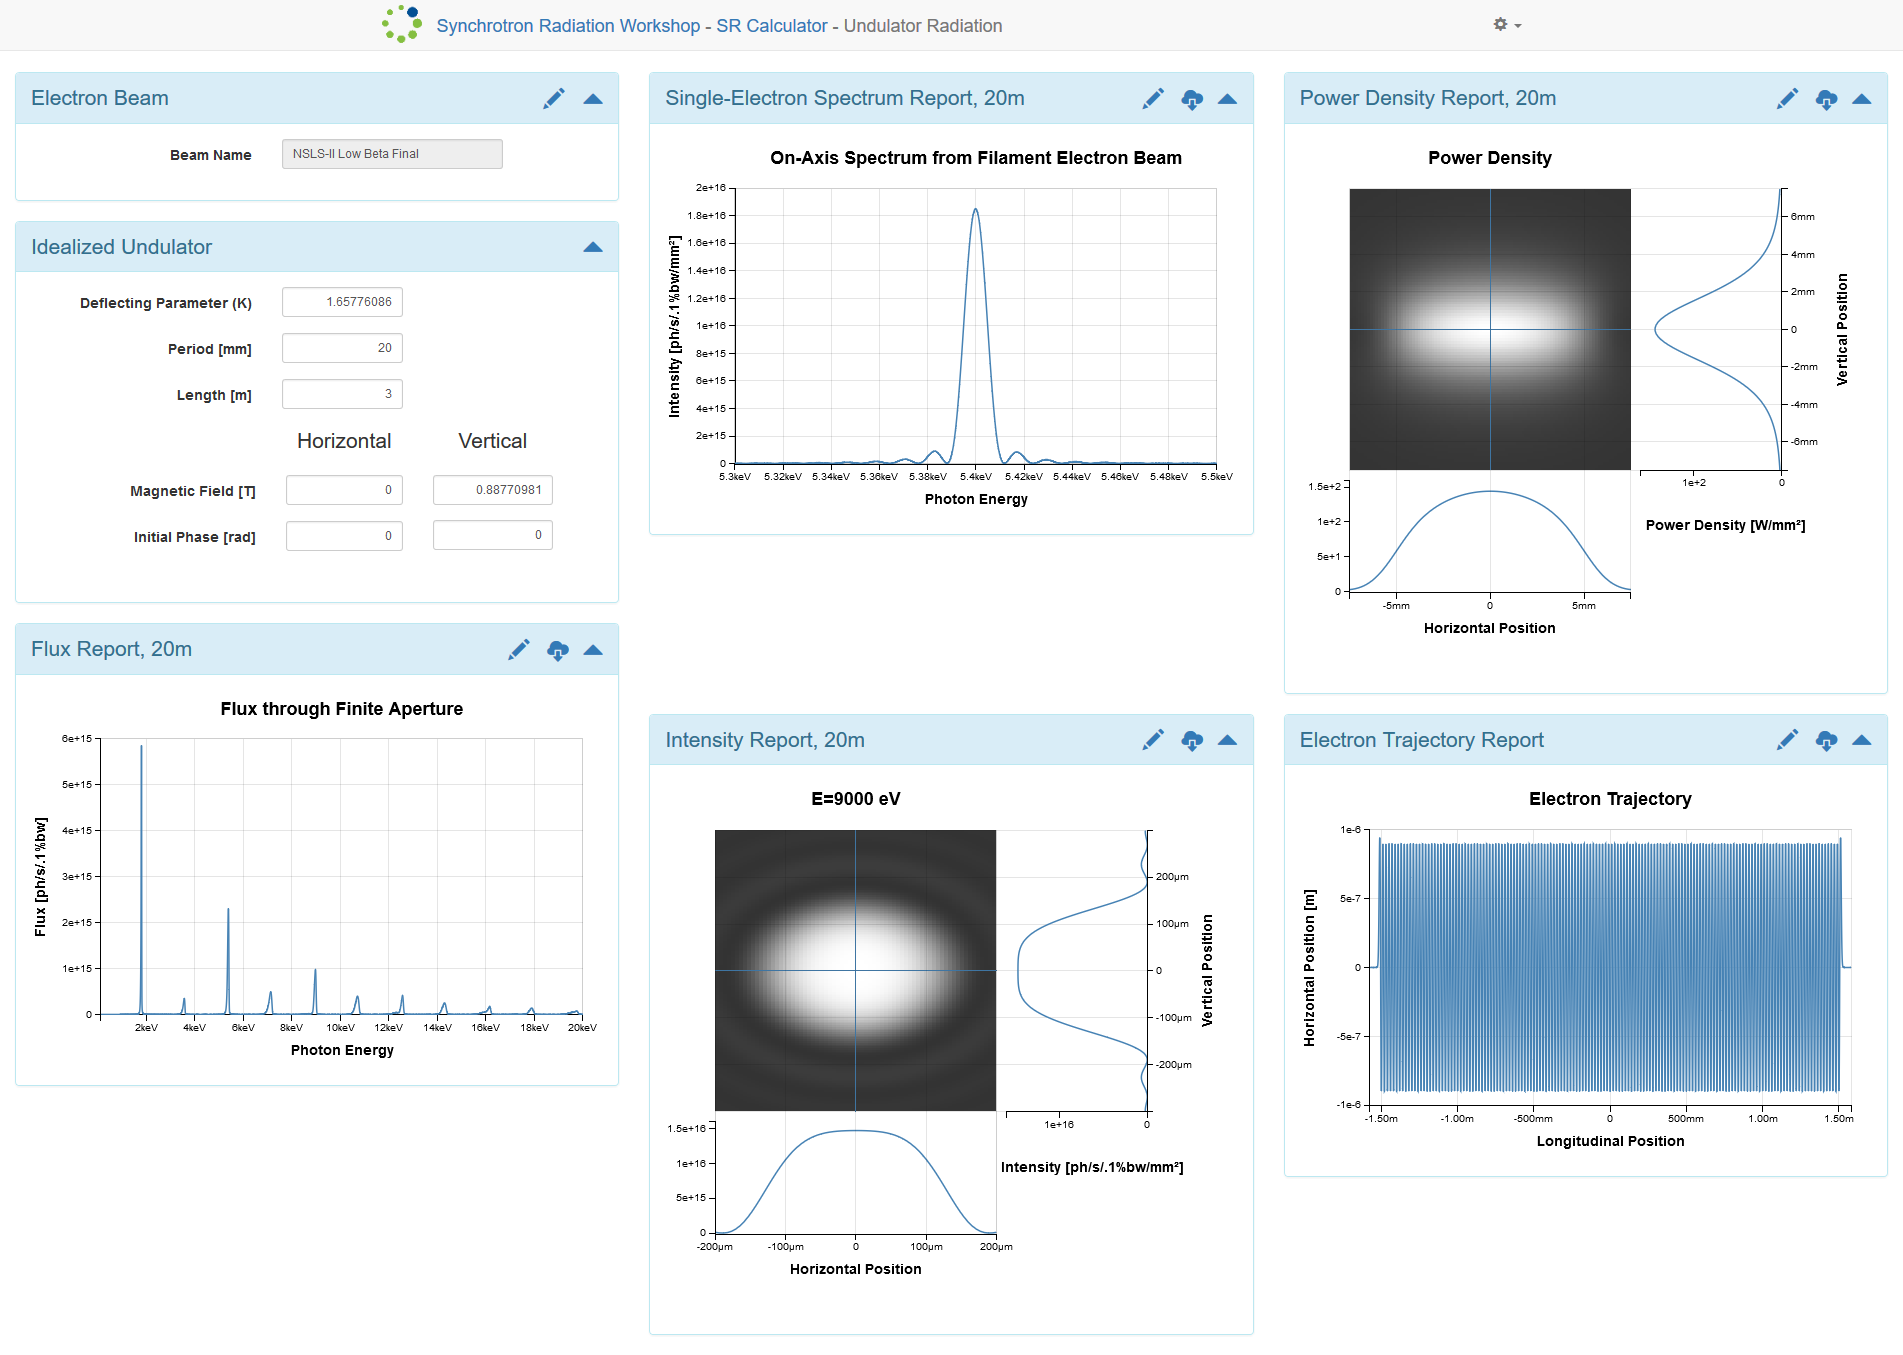 Synchrotron Radiation Workshop - SR Calculator - Undulator Radiation
Electron Beam
Beam Name NSLS-II Low Beta Final
Idealized Undulator
Deflecting Parameter (K) 1.65776086
Period [mm] 20
Length [m] 3
Horizontal Vertical
Magnetic Field [T] 0 0.88770981
Initial Phase [rad] 0 0
Flux Report, 20m
Flux through Finite Aperture
6e+15
5e+15
4e+15
3e+15
2e+15
1e+15
0
Flux [ph/s/.1%bw]
2keV 4keV 6keV 8keV 10keV 12keV 14keV 16keV 18keV 20keV
Photon Energy
Single-Electron Spectrum Report, 20m
On-Axis Spectrum from Filament Electron Beam
2e+16
1.8e+16
1.6e+16
1.4e+16
1.2e+16
1e+16
8e+15
6e+15
4e+15
2e+15
0
Intensity [ph/s/.1%bw/mm²]
5.3keV 5.32keV 5.34keV 5.36keV 5.38keV 5.4keV 5.42keV 5.44keV 5.46keV 5.48keV 5.5keV
Photon Energy
Intensity Report, 20m
E=9000 eV
200µm
100µm
0
-100µm
-200µm
Vertical Position
1e+16 0
Intensity [ph/s/.1%bw/mm²]
1.5e+16
1e+16
5e+15
0
-200µm -100µm 0 100µm 200µm
Horizontal Position
Power Density Report, 20m
Power Density
6mm
4mm
2mm
0
-2mm
-4mm
-6mm
Vertical Position
1e+2 0
Power Density [W/mm²]
1.5e+2
1e+2
5e+1
0
-5mm 0 5mm
Horizontal Position
Electron Trajectory Report
Electron Trajectory
1e-6
5e-7
0
-5e-7
-1e-6
Horizontal Position [m]
-1.50m -1.00m -500mm 0 500mm 1.00m 1.50m
Longitudinal Position